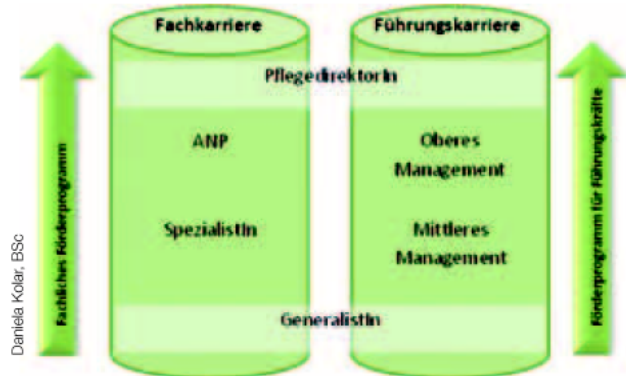 Fachkarriere
Führungskarriere
PflegedirektorIn
ANP
Oberes
Management
SpezialistIn
Mittleres
Management
GeneralistIn
Fachliches Förderprogramm
Förderprogramm für Führungskräfte
Daniela Kolar, BSc